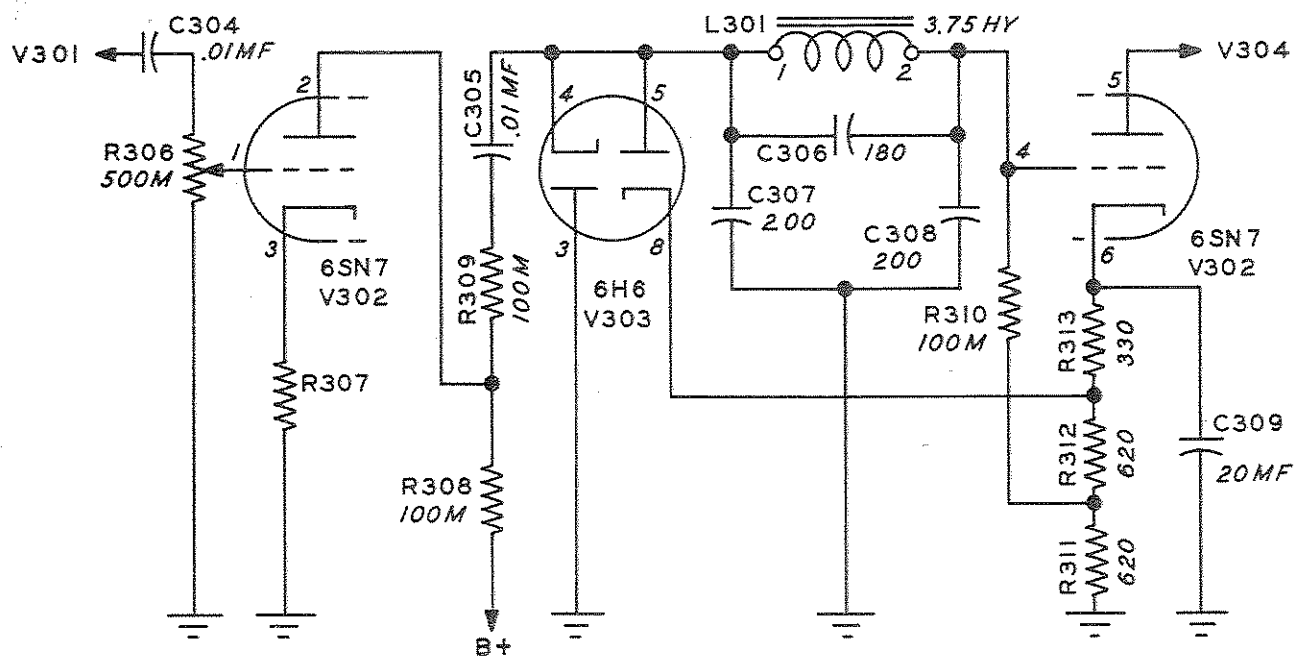 V301
C304
.01MF
R306
500M
1
2
3
6SN7
V302
R307
C305
.01MF
R309
100M
R308
100M
B+
4
5
3
8
6H6
V303
L301
3.75 HY
1
2
C306
180
C307
200
C308
200
R310
100M
V304
5
4
6
6SN7
V302
R313
330
R312
620
R311
620
C309
20MF